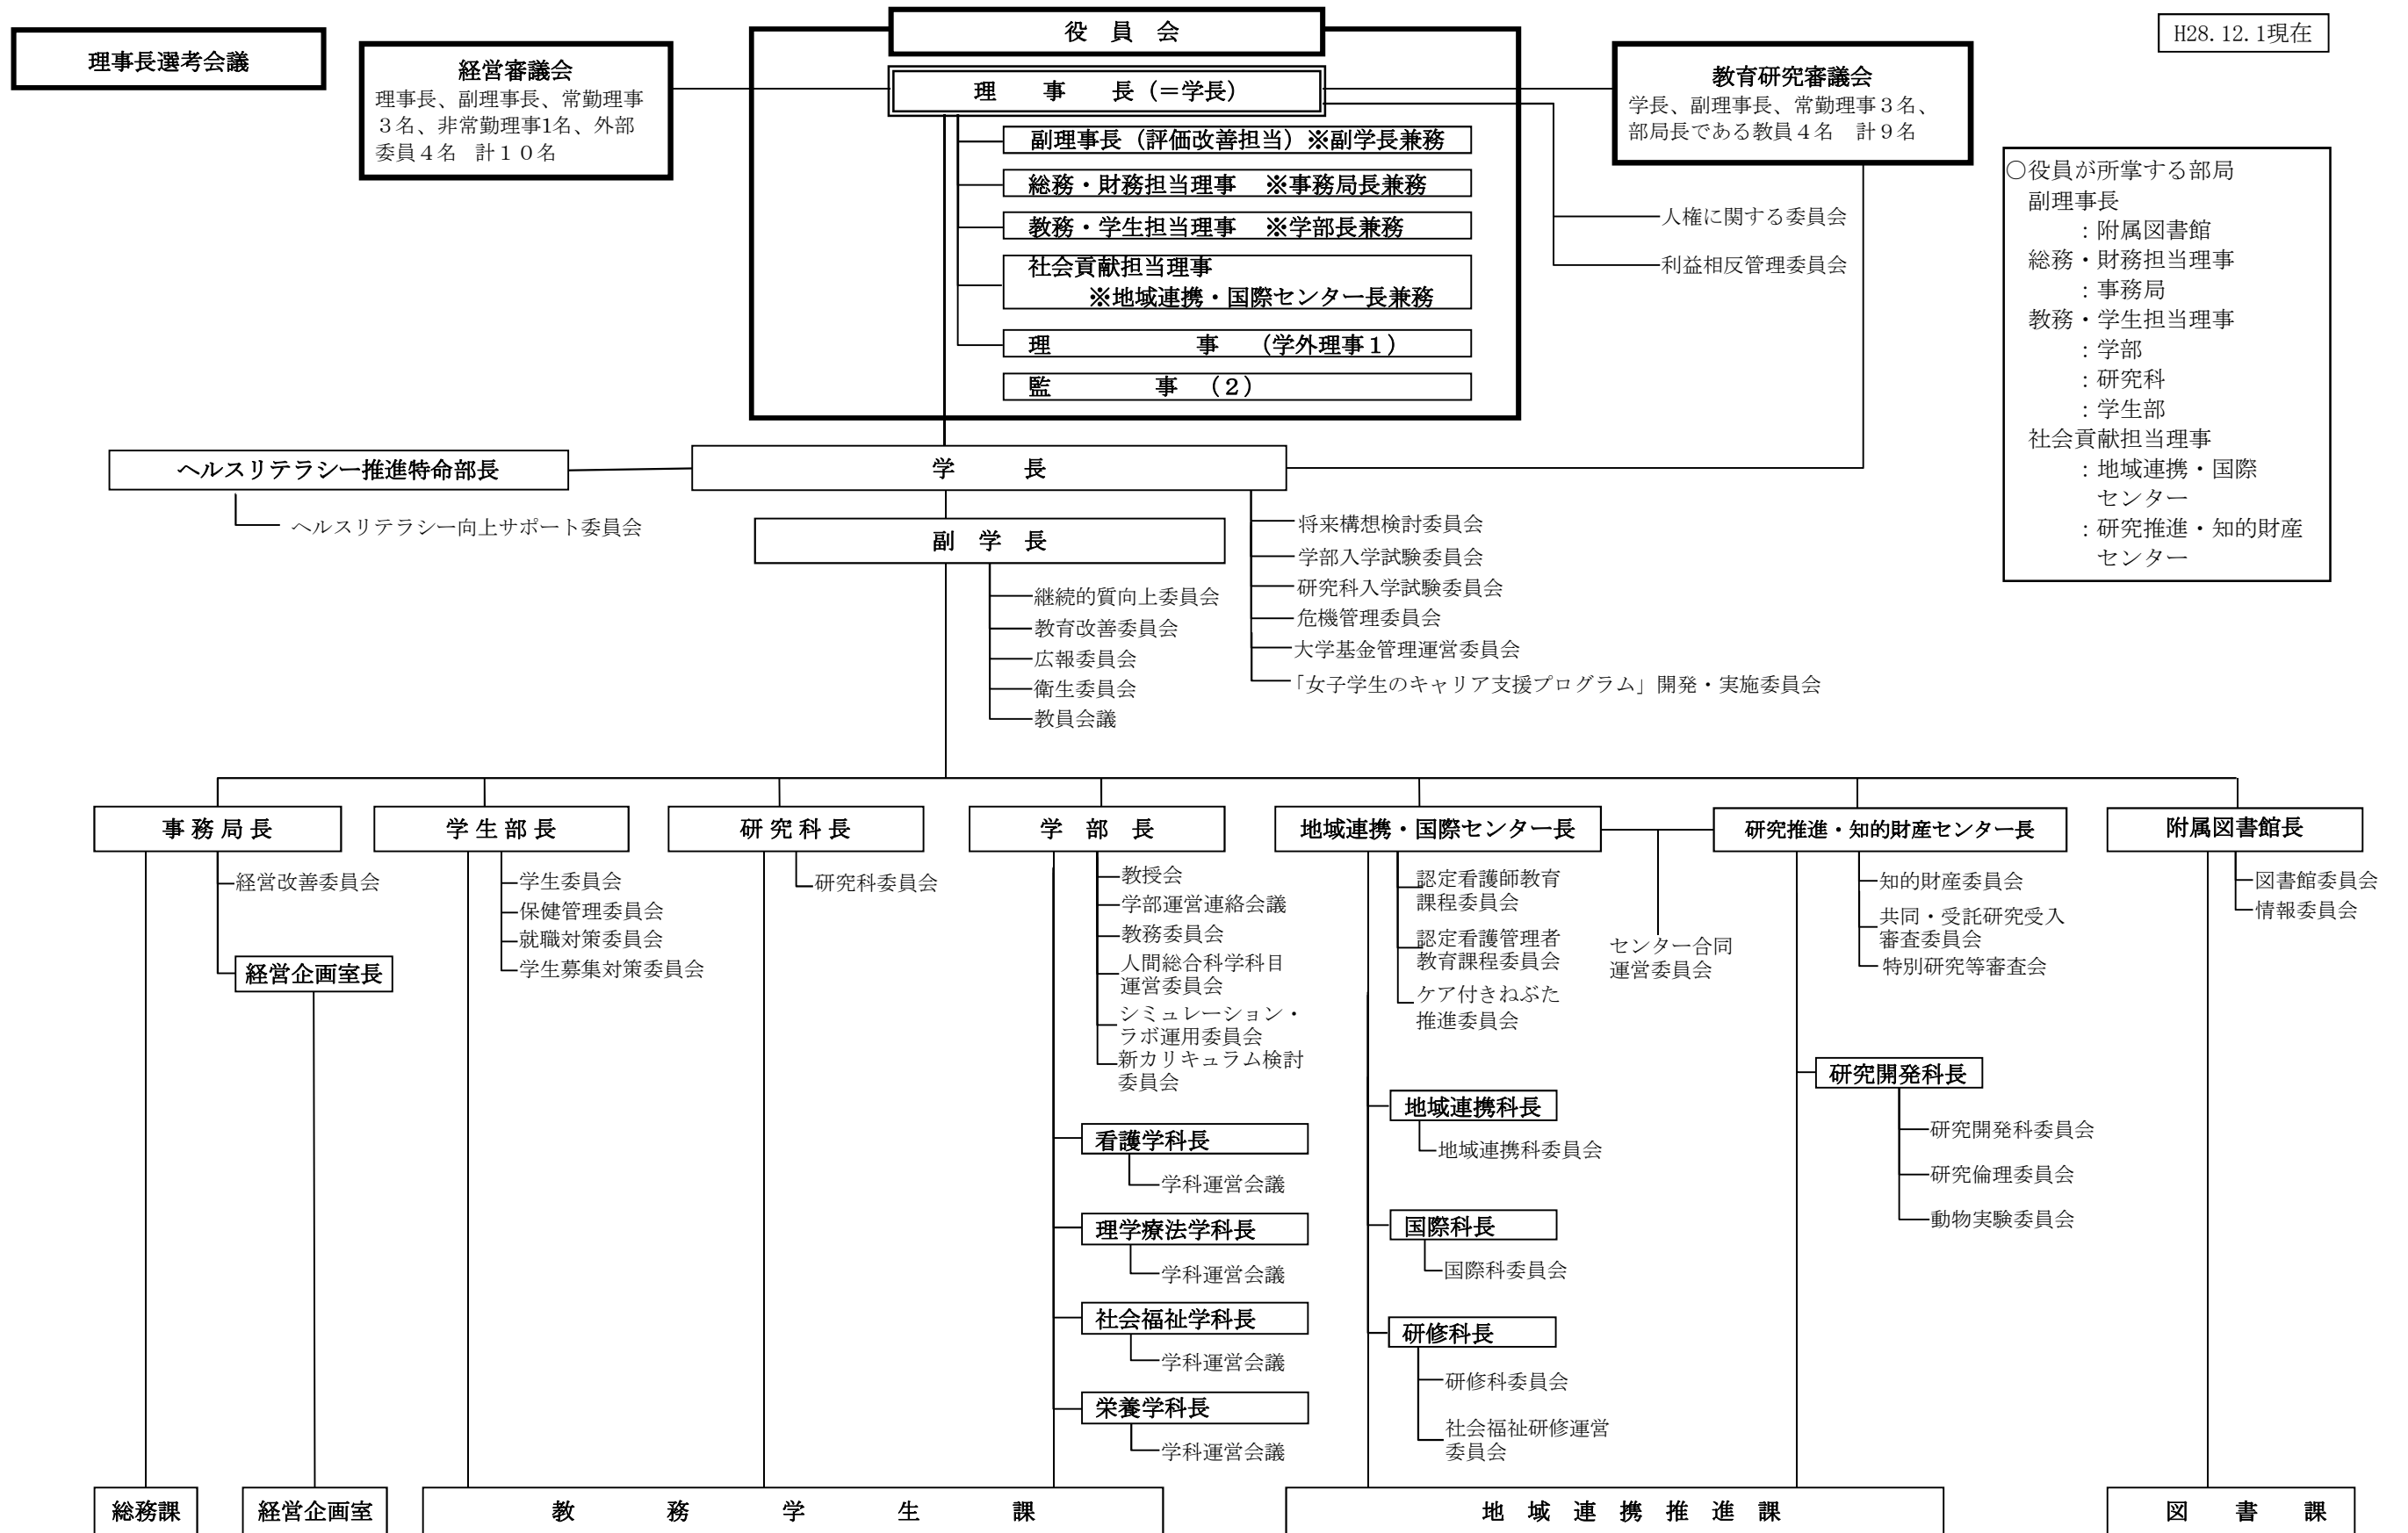 役　員　会
H28.12.1現在
理事長選考会議
経営審議会
理事長、副理事長、常勤理事
３名、非常勤理事1名、外部
委員４名　計１０名
理　　事　　長（＝学長）
教育研究審議会
学長、副理事長、常勤理事３名、
部局長である教員４名　計９名
副理事長（評価改善担当）※副学長兼務
総務・財務担当理事　※事務局長兼務
教務・学生担当理事　※学部長兼務
社会貢献担当理事
※地域連携・国際センター長兼務
理　　　　　　事　（学外理事１）
監　　　　事　（２）
人権に関する委員会
利益相反管理委員会
○役員が所掌する部局
副理事長
：附属図書館
総務・財務担当理事
：事務局
教務・学生担当理事
：学部
：研究科
：学生部
社会貢献担当理事
：地域連携・国際
センター
：研究推進・知的財産
センター
ヘルスリテラシー推進特命部長
ヘルスリテラシー向上サポート委員会
学　　　長
副　学　長
将来構想検討委員会
学部入学試験委員会
研究科入学試験委員会
危機管理委員会
大学基金管理運営委員会
「女子学生のキャリア支援プログラム」開発・実施委員会
継続的質向上委員会
教育改善委員会
広報委員会
衛生委員会
教員会議
事 務 局 長
経営改善委員会
経営企画室長
学 生 部 長
学生委員会
保健管理委員会
就職対策委員会
学生募集対策委員会
研 究 科 長
研究科委員会
学　部　長
教授会
学部運営連絡会議
教務委員会
人間総合科学科目
運営委員会
シミュレーション・
ラボ運用委員会
新カリキュラム検討
委員会
看護学科長
学科運営会議
理学療法学科長
学科運営会議
社会福祉学科長
学科運営会議
栄養学科長
学科運営会議
地域連携・国際センター長
認定看護師教育
課程委員会
認定看護管理者
教育課程委員会
ケア付きねぶた
推進委員会
地域連携科長
地域連携科委員会
国際科長
国際科委員会
研修科長
研修科委員会
社会福祉研修運営
委員会
センター合同
運営委員会
研究推進・知的財産センター長
知的財産委員会
共同・受託研究受入
審査委員会
特別研究等審査会
研究開発科長
研究開発科委員会
研究倫理委員会
動物実験委員会
附属図書館長
図書館委員会
情報委員会
総務課
経営企画室
教　務　学　生　課
地　域　連　携　推　進　課
図　書　課